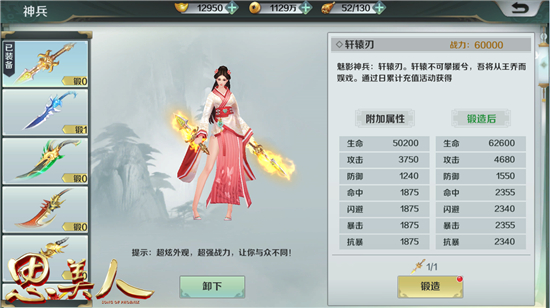 神兵
12950
1129万
52/130
已装备
锻0
锻1
锻0
锻0
轩辕刃
战力：60000
魅影神兵：轩辕刃。轩辕不可攀援兮，吾将从王乔而
娱戏。通过日累计充值活动获得
附加属性
锻造后
生命 50200
生命 62600
攻击 3750
攻击 4680
防御 1240
防御 1550
命中 1875
命中 2355
闪避 1875
闪避 2340
暴击 1875
暴击 2355
抗暴 1875
抗暴 2340
提示：超炫外观，超强战力，让你与众不同！
卸下
1/1
锻造
思美人